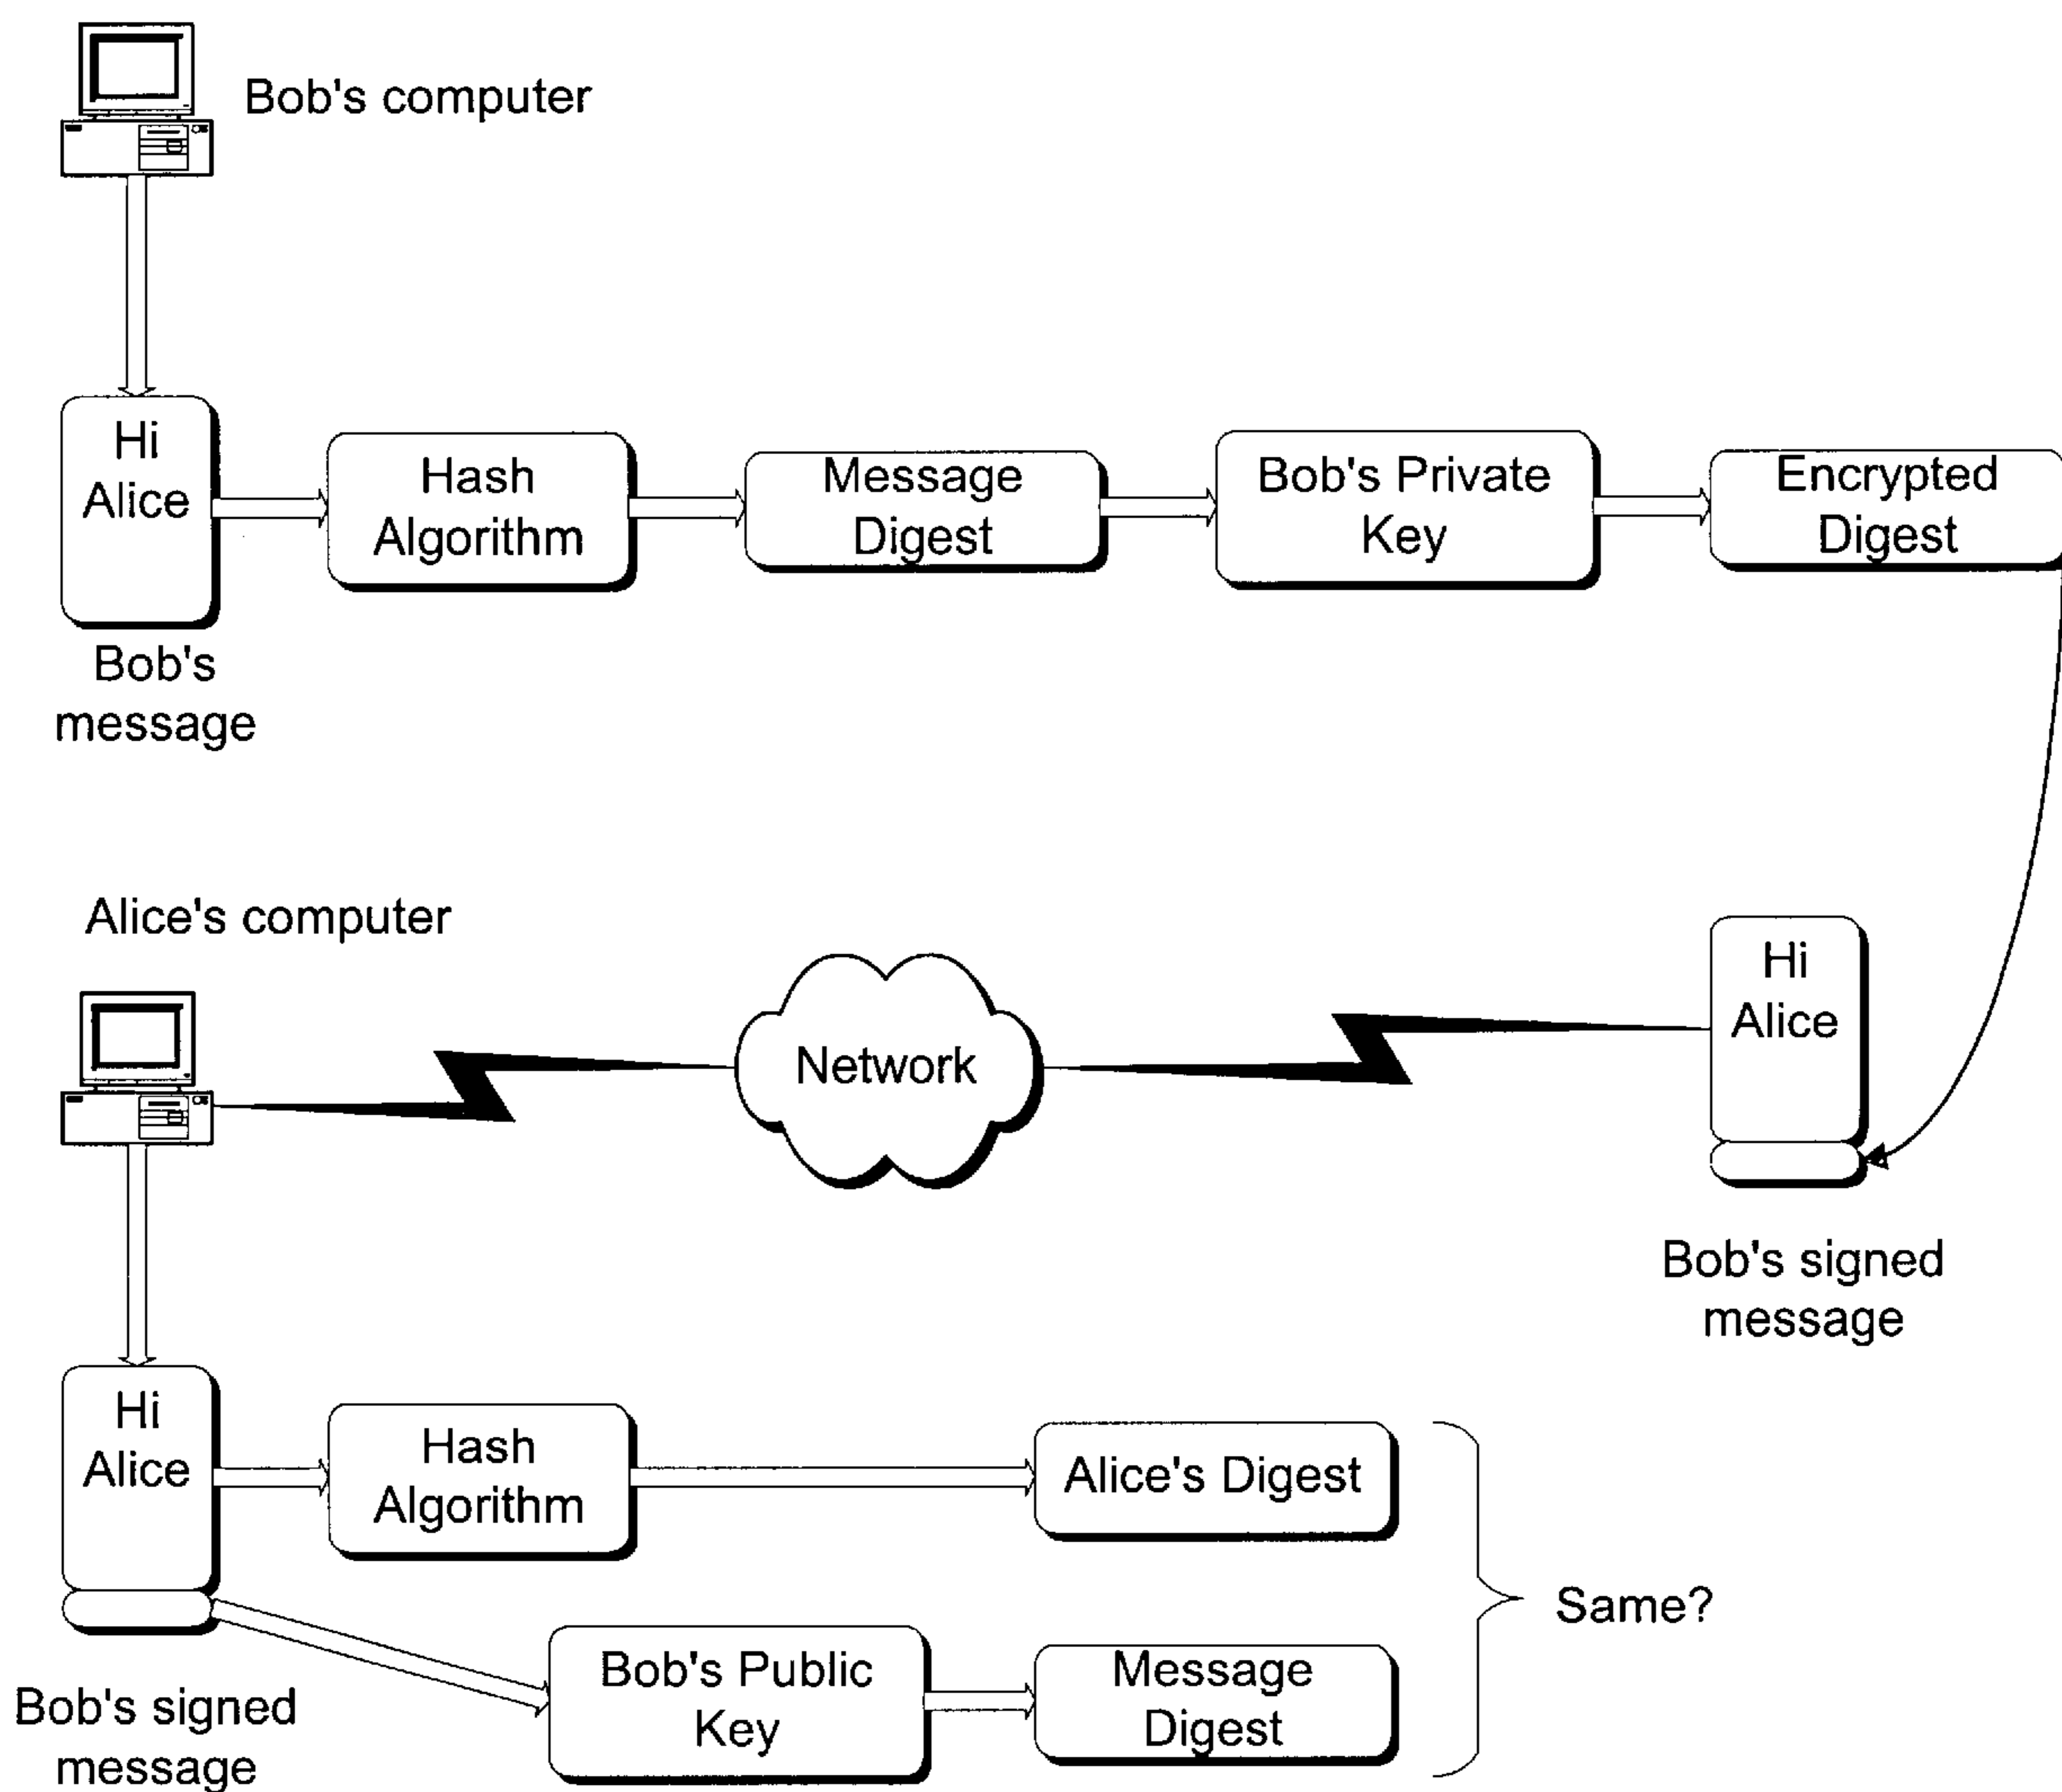 Bob's computer
Hi
Alice
Bob's
message
Hash
Algorithm
Message
Digest
Bob's Private
Key
Encrypted
Digest
Alice's computer
Network
Hi
Alice
Bob's signed
message
Hi
Alice
Bob's signed
message
Hash
Algorithm
Alice's Digest
Bob's Public
Key
Message
Digest
Same?